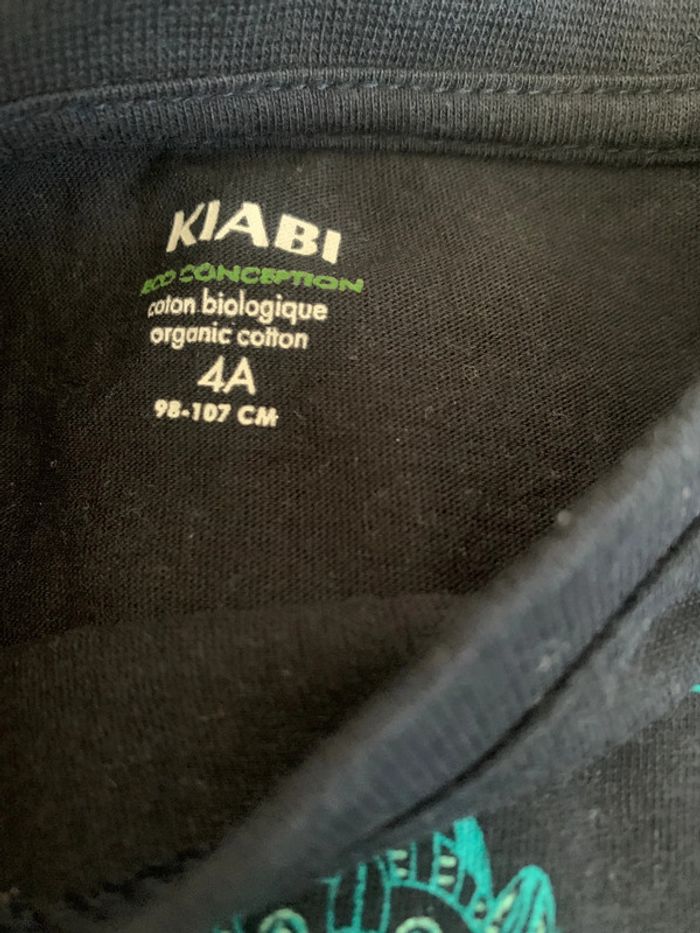 KIABI
ECO CONCEPTION
coton biologique
organic cotton
4A
98-107 CM